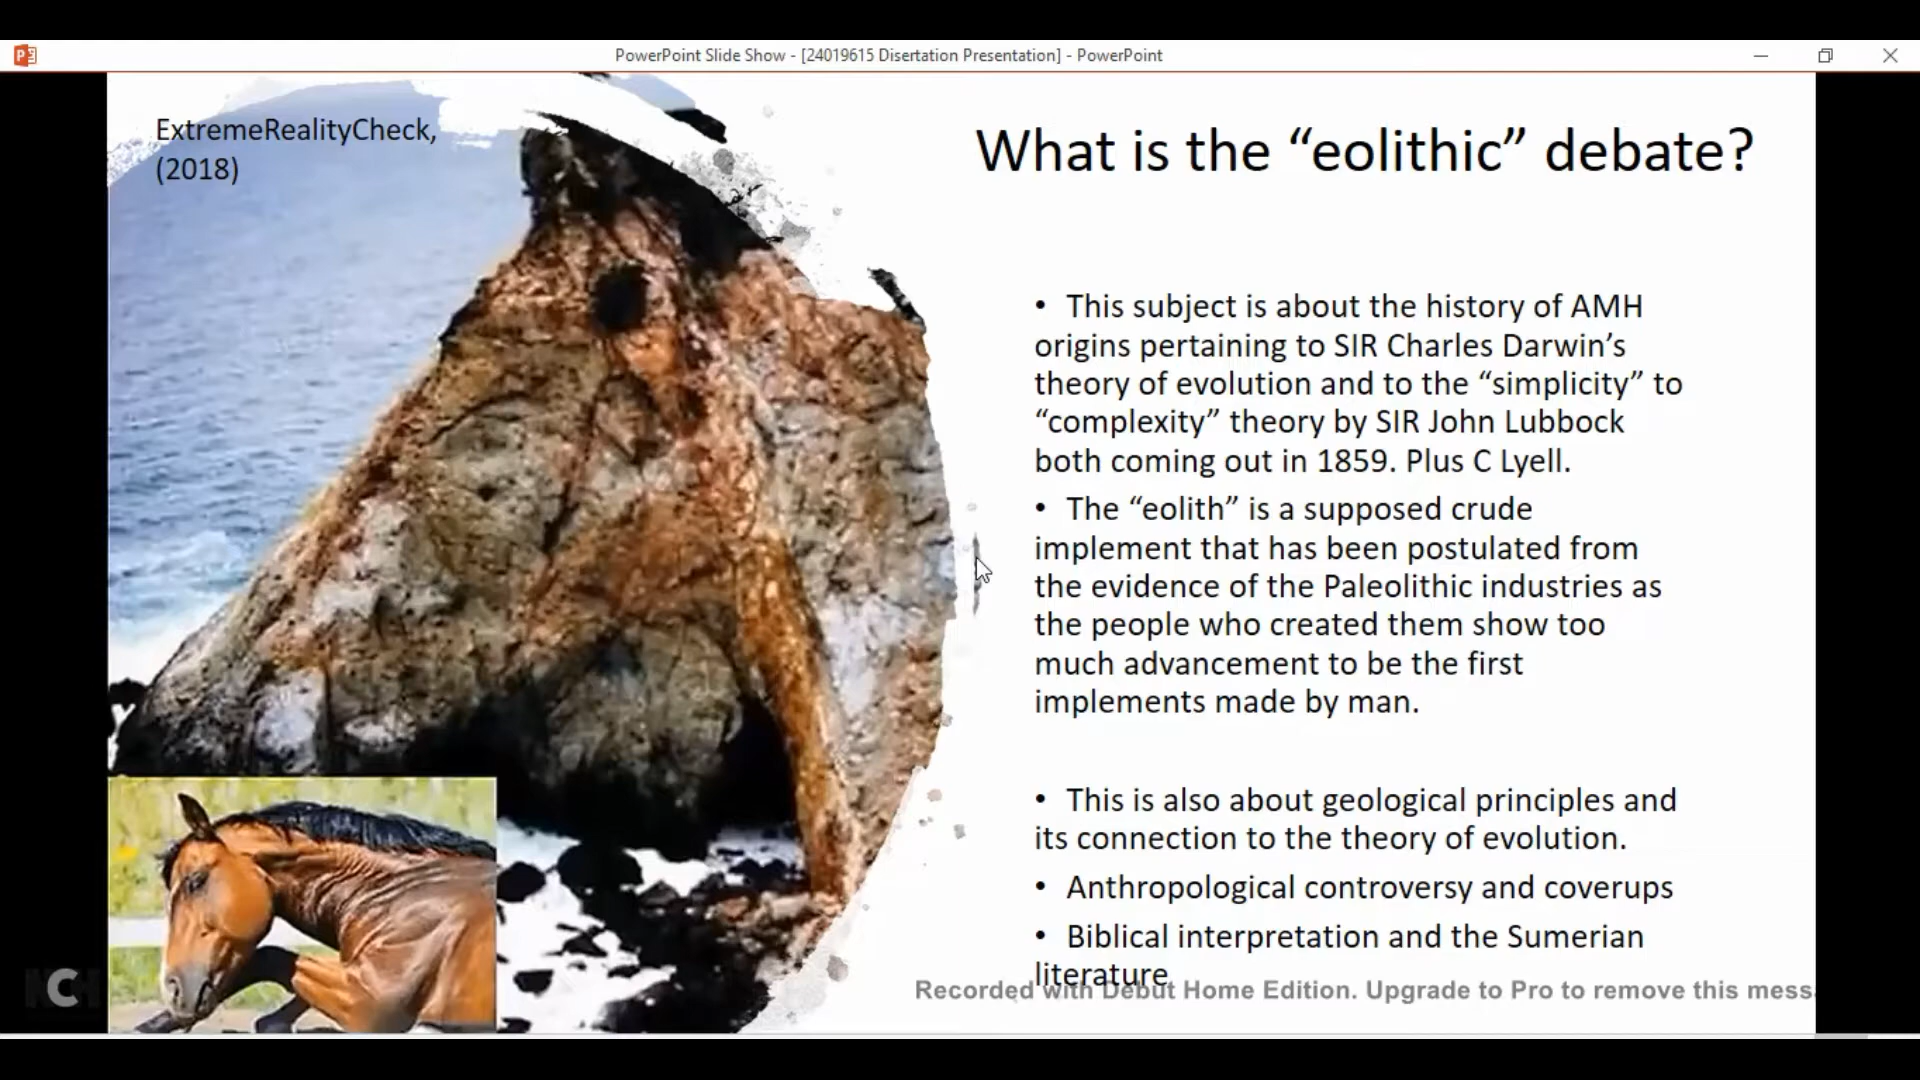 PowerPoint Slide Show - [24019615 Disertation Presentation] - PowerPoint
ExtremeRealityCheck,
(2018)
What is the “eolithic” debate?
• This subject is about the history of AMH
origins pertaining to SIR Charles Darwin’s
theory of evolution and to the “simplicity” to
“complexity” theory by SIR John Lubbock
both coming out in 1859. Plus C Lyell.
• The “eolith” is a supposed crude
implement that has been postulated from
the evidence of the Paleolithic industries as
the people who created them show too
much advancement to be the first
implements made by man.
• This is also about geological principles and
its connection to the theory of evolution.
• Anthropological controversy and coverups
• Biblical interpretation and the Sumerian
literature
Recorded with Debut Home Edition. Upgrade to Pro to remove this mess
NCH